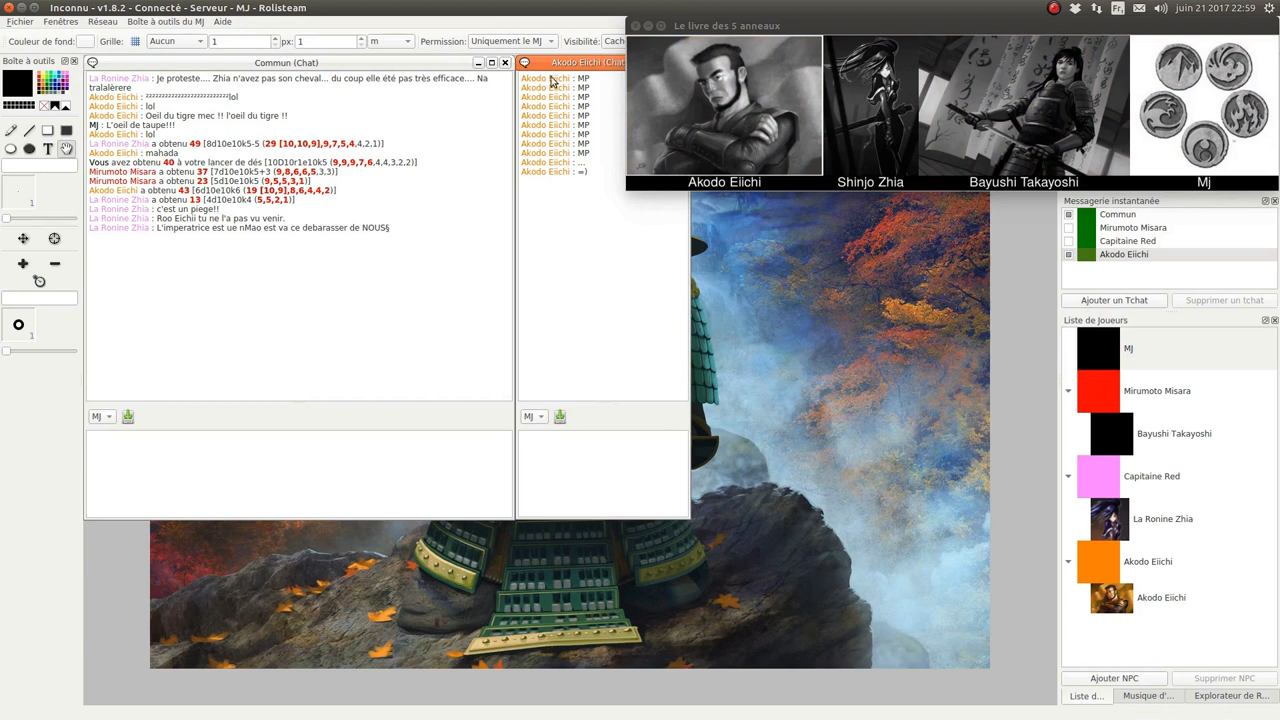 Inconnu - v1.8.2 - Connecté - Serveur - MJ - Rolisteam
Fr
juin 21 2017 22:59
Fichier Fenêtres Réseau Boîte à outils du MJ Aide
Couleur de fond: Grille: Aucun 1 px: 1 m Permission: Uniquement le MJ Visibilité: Cach
Le livre des 5 anneaux
Akodo Eiichi Shinjo Zhia Bayushi Takayoshi Mj
Boîte à outils
1
1
Commun (Chat)
La Ronine Zhia : Je proteste.... Zhia n'avez pas son cheval... du coup elle été pas très efficace.... Na
tralalèrere
Akodo Eiichi : ²²²²²²²²²²²²²²²²²²²²²²²²²²lol
Akodo Eiichi : lol
Akodo Eiichi : Oeil du tigre mec !! l'oeil du tigre !!
MJ : L'oeil de taupe!!!
Akodo Eiichi : lol
La Ronine Zhia a obtenu 49 [8d10e10k5-5 (29 [10,10,9],9,7,5,4,4,2,1)]
Akodo Eiichi : mahada
Vous avez obtenu 40 à votre lancer de dés [10D10r1e10k5 (9,9,9,7,6,4,4,3,2,2)]
Mirumoto Misara a obtenu 37 [7d10e10k5+3 (9,8,6,6,5,3,3)]
Mirumoto Misara a obtenu 23 [5d10e10k5 (9,5,5,3,1)]
Akodo Eiichi a obtenu 43 [6d10e10k6 (19 [10,9],8,6,4,4,2)]
La Ronine Zhia a obtenu 13 [4d10e10k4 (5,5,2,1)]
La Ronine Zhia : c'est un piege!!
La Ronine Zhia : Roo Eiichi tu ne l'a pas vu venir.
La Ronine Zhia : L'imperatrice est ue nMao est va ce debarasser de NOUS§
MJ
Akodo Eiichi (Chat
Akodo Eiichi : MP
Akodo Eiichi : MP
Akodo Eiichi : MP
Akodo Eiichi : MP
Akodo Eiichi : MP
Akodo Eiichi : MP
Akodo Eiichi : MP
Akodo Eiichi : MP
Akodo Eiichi : MP
Akodo Eiichi : ...
Akodo Eiichi : =)
MJ
Messagerie instantanée
Commun
Mirumoto Misara
Capitaine Red
Akodo Eiichi
Ajouter un Tchat Supprimer un tchat
Liste de Joueurs
MJ
Mirumoto Misara
Bayushi Takayoshi
Capitaine Red
La Ronine Zhia
Akodo Eiichi
Akodo Eiichi
Ajouter NPC Supprimer NPC
Liste d... Musique d'... Explorateur de R...